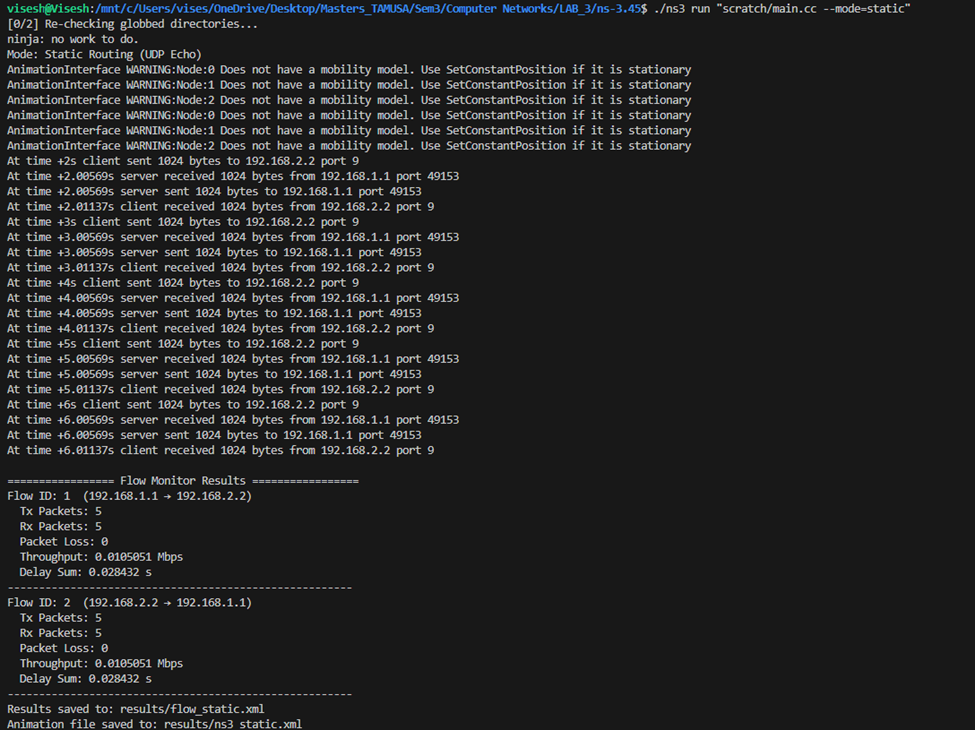 visesh@Visesh:/mnt/c/Users/vises/OneDrive/Desktop/Masters_TAMUSA/Sem3/Computer Networks/LAB_3/ns-3.45$ ./ns3 run "scratch/main.cc --mode=static"
[0/2] Re-checking globbed directories...
ninja: no work to do.
Mode: Static Routing (UDP Echo)
AnimationInterface WARNING:Node:0 Does not have a mobility model. Use SetConstantPosition if it is stationary
AnimationInterface WARNING:Node:1 Does not have a mobility model. Use SetConstantPosition if it is stationary
AnimationInterface WARNING:Node:2 Does not have a mobility model. Use SetConstantPosition if it is stationary
AnimationInterface WARNING:Node:0 Does not have a mobility model. Use SetConstantPosition if it is stationary
AnimationInterface WARNING:Node:1 Does not have a mobility model. Use SetConstantPosition if it is stationary
AnimationInterface WARNING:Node:2 Does not have a mobility model. Use SetConstantPosition if it is stationary
At time +2s client sent 1024 bytes to 192.168.2.2 port 9
At time +2.00569s server received 1024 bytes from 192.168.1.1 port 49153
At time +2.00569s server sent 1024 bytes to 192.168.1.1 port 49153
At time +2.01137s client received 1024 bytes from 192.168.2.2 port 9
At time +3s client sent 1024 bytes to 192.168.2.2 port 9
At time +3.00569s server received 1024 bytes from 192.168.1.1 port 49153
At time +3.00569s server sent 1024 bytes to 192.168.1.1 port 49153
At time +3.01137s client received 1024 bytes from 192.168.2.2 port 9
At time +4s client sent 1024 bytes to 192.168.2.2 port 9
At time +4.00569s server received 1024 bytes from 192.168.1.1 port 49153
At time +4.00569s server sent 1024 bytes to 192.168.1.1 port 49153
At time +4.01137s client received 1024 bytes from 192.168.2.2 port 9
At time +5s client sent 1024 bytes to 192.168.2.2 port 9
At time +5.00569s server received 1024 bytes from 192.168.1.1 port 49153
At time +5.00569s server sent 1024 bytes to 192.168.1.1 port 49153
At time +5.01137s client received 1024 bytes from 192.168.2.2 port 9
At time +6s client sent 1024 bytes to 192.168.2.2 port 9
At time +6.00569s server received 1024 bytes from 192.168.1.1 port 49153
At time +6.00569s server sent 1024 bytes to 192.168.1.1 port 49153
At time +6.01137s client received 1024 bytes from 192.168.2.2 port 9
================= Flow Monitor Results =================
Flow ID: 1  (192.168.1.1 → 192.168.2.2)
  Tx Packets: 5
  Rx Packets: 5
  Packet Loss: 0
  Throughput: 0.0105051 Mbps
  Delay Sum: 0.028432 s
-------------------------------------------------------
Flow ID: 2  (192.168.2.2 → 192.168.1.1)
  Tx Packets: 5
  Rx Packets: 5
  Packet Loss: 0
  Throughput: 0.0105051 Mbps
  Delay Sum: 0.028432 s
-------------------------------------------------------
Results saved to: results/flow_static.xml
Animation file saved to: results/ns3_static.xml